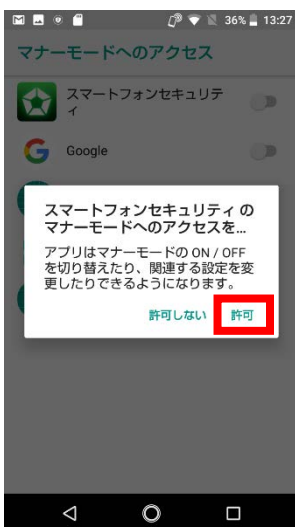 36% 13:27
マナーモードへのアクセス
スマートフォンセキュリテ
ィ
Google
スマートフォンセキュリティ の
マナーモードへのアクセスを...
アプリはマナーモードの ON / OFF
を切り替えたり、関連する設定を変
更したりできるようになります。
許可しない 許可